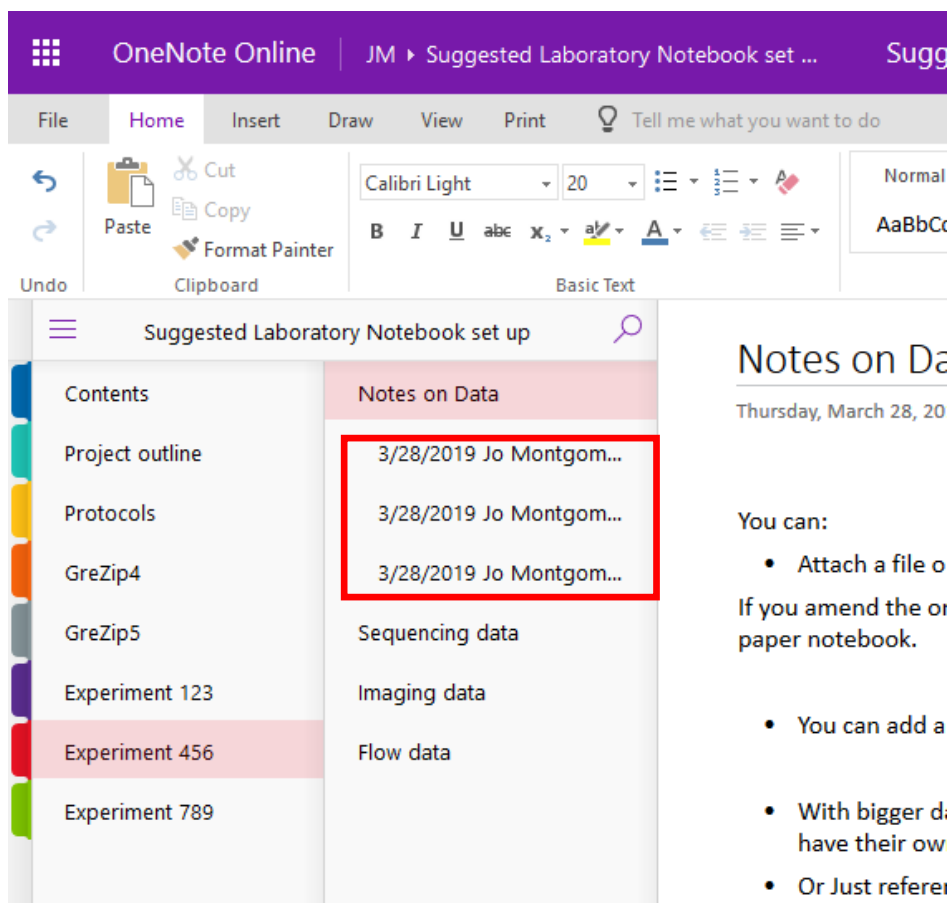 OneNote Online JM ▸ Suggested Laboratory Notebook set ... Sugg
File Home Insert Draw View Print Tell me what you want to do
Cut
Copy
Paste
Format Painter
Calibri Light 20
B I U abc x₂ A
Normal
AaBbCc
Undo Clipboard Basic Text
Suggested Laboratory Notebook set up
Contents
Project outline
Protocols
GreZip4
GreZip5
Experiment 123
Experiment 456
Experiment 789
Notes on Data
3/28/2019 Jo Montgom...
3/28/2019 Jo Montgom...
3/28/2019 Jo Montgom...
Sequencing data
Imaging data
Flow data
Notes on Da
Thursday, March 28, 20
You can:
• Attach a file o
If you amend the or
paper notebook.
• You can add a
• With bigger da
have their ow
• Or Just refere